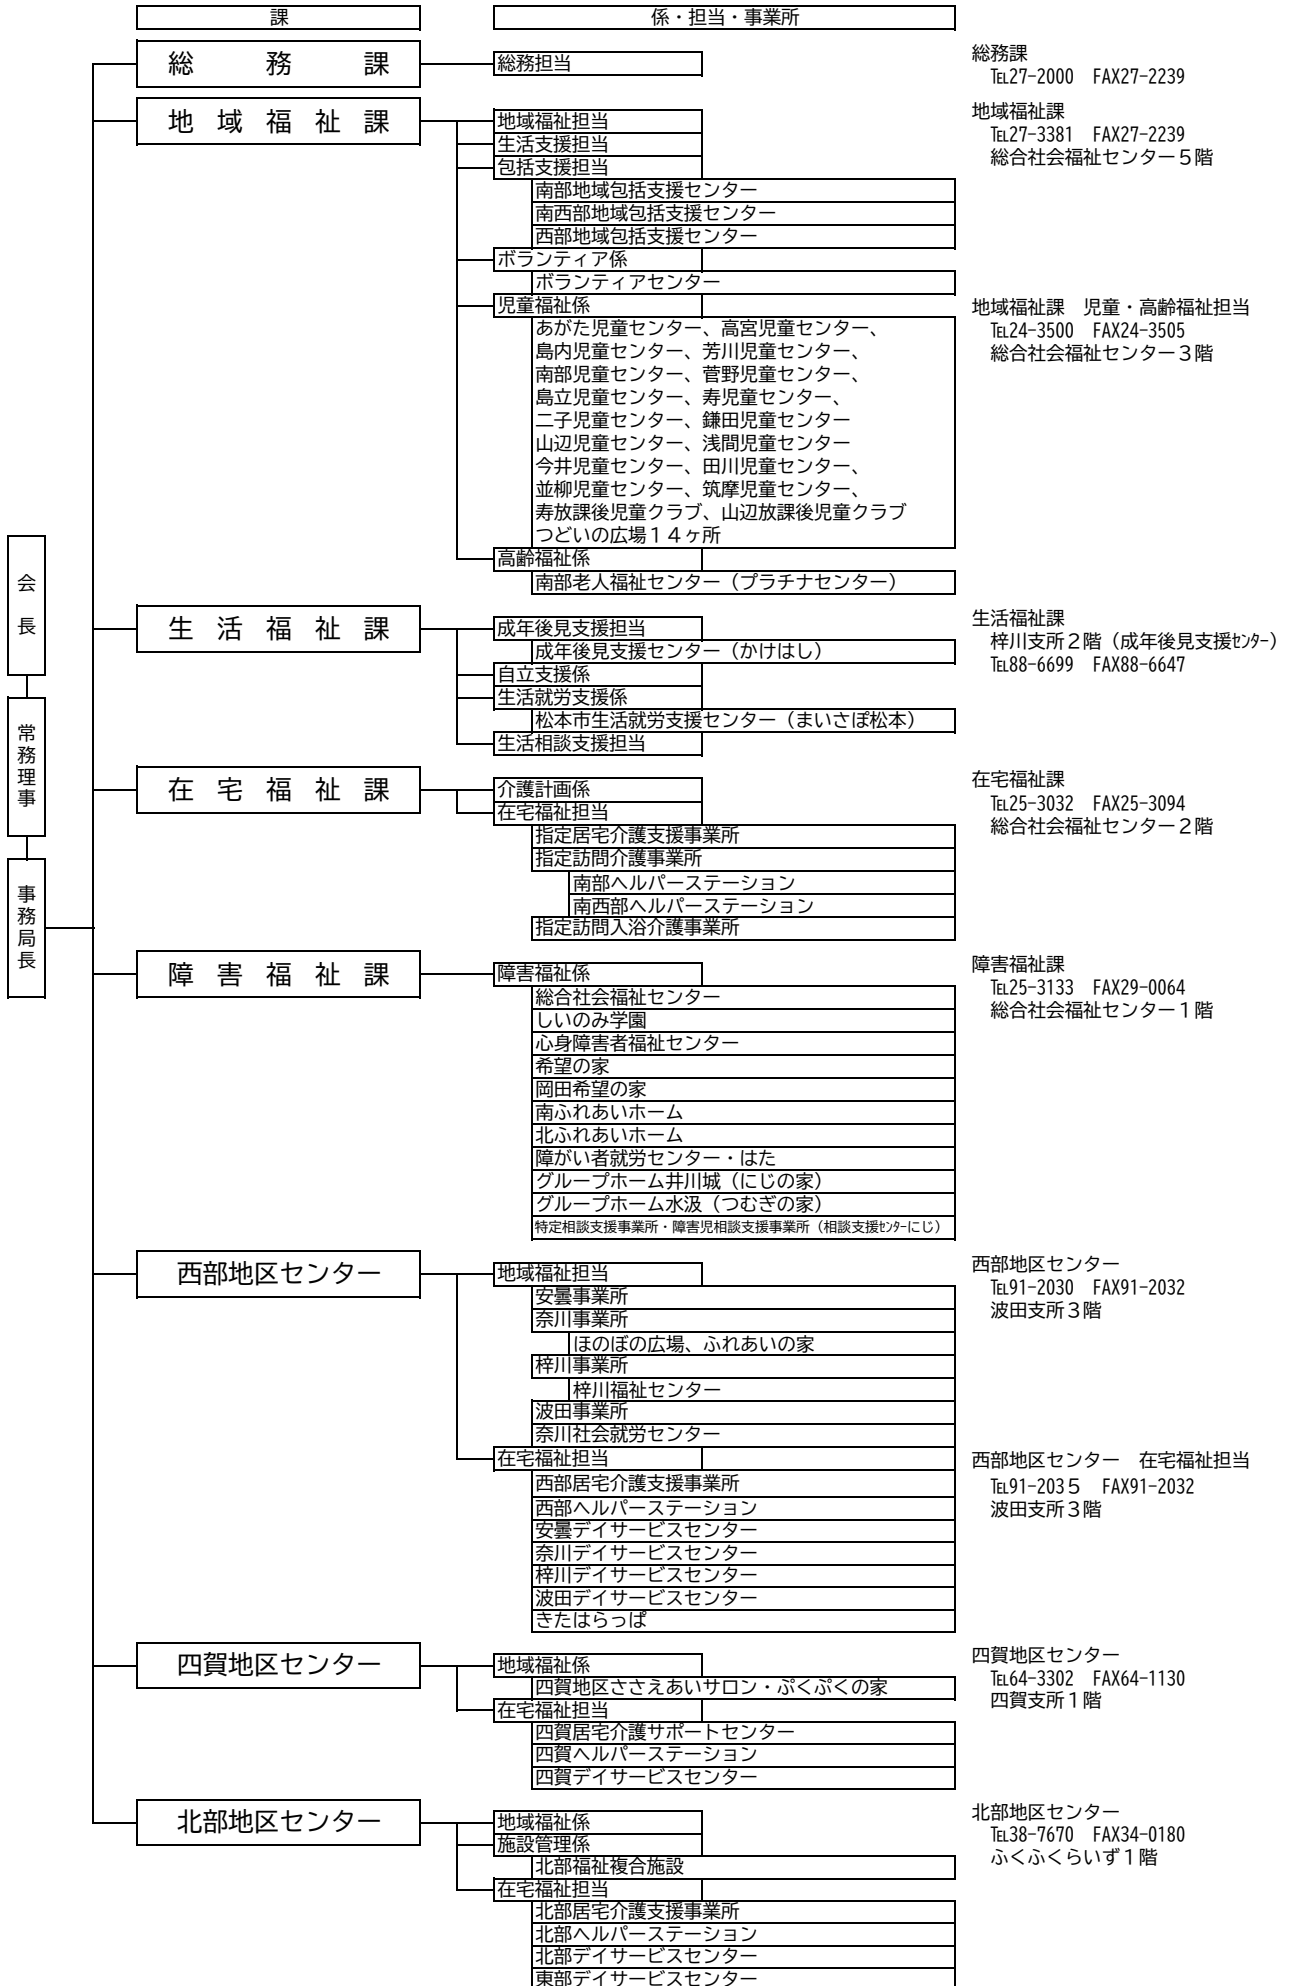 課
係・担当・事業所
総務課
総務担当
総務課
℡27-2000 FAX27-2239
地域福祉課
地域福祉担当
生活支援担当
包括支援担当
南部地域包括支援センター
南西部地域包括支援センター
西部地域包括支援センター
ボランティア係
ボランティアセンター
児童福祉係
あがた児童センター、高宮児童センター、
島内児童センター、芳川児童センター、
南部児童センター、菅野児童センター、
島立児童センター、寿児童センター、
二子児童センター、鎌田児童センター
山辺児童センター、浅間児童センター
今井児童センター、田川児童センター、
並柳児童センター、筑摩児童センター、
寿放課後児童クラブ、山辺放課後児童クラブ
つどいの広場１４ヶ所
高齢福祉係
南部老人福祉センター（プラチナセンター）
地域福祉課
℡27-3381 FAX27-2239
総合社会福祉センター５階
地域福祉課　児童・高齢福祉担当
℡24-3500 FAX24-3505
総合社会福祉センター３階
会長
常務理事
事務局長
生活福祉課
成年後見支援担当
成年後見支援センター（かけはし）
自立支援係
生活就労支援係
松本市生活就労支援センター（まいさぽ松本）
生活相談支援担当
生活福祉課
梓川支所２階（成年後見支援ｾﾝﾀｰ）
℡88-6699 FAX88-6647
在宅福祉課
介護計画係
在宅福祉担当
指定居宅介護支援事業所
指定訪問介護事業所
南部ヘルパーステーション
南西部ヘルパーステーション
指定訪問入浴介護事業所
在宅福祉課
℡25-3032 FAX25-3094
総合社会福祉センター２階
障害福祉課
障害福祉係
総合社会福祉センター
しいのみ学園
心身障害者福祉センター
希望の家
岡田希望の家
南ふれあいホーム
北ふれあいホーム
障がい者就労センター・はた
グループホーム井川城（にじの家）
グループホーム水汲（つむぎの家）
特定相談支援事業所・障害児相談支援事業所（相談支援ｾﾝﾀｰにじ）
障害福祉課
℡25-3133 FAX29-0064
総合社会福祉センター１階
西部地区センター
地域福祉担当
安曇事業所
奈川事業所
ほのぼの広場、ふれあいの家
梓川事業所
梓川福祉センター
波田事業所
奈川社会就労センター
在宅福祉担当
西部居宅介護支援事業所
西部ヘルパーステーション
安曇デイサービスセンター
奈川デイサービスセンター
梓川デイサービスセンター
波田デイサービスセンター
きたはらっぱ
西部地区センター
℡91-2030 FAX91-2032
波田支所３階
西部地区センター　在宅福祉担当
℡91-203５ FAX91-2032
波田支所３階
四賀地区センター
地域福祉係
四賀地区ささえあいサロン・ぷくぷくの家
在宅福祉担当
四賀居宅介護サポートセンター
四賀ヘルパーステーション
四賀デイサービスセンター
四賀地区センター
℡64-3302 FAX64-1130
四賀支所１階
北部地区センター
地域福祉係
施設管理係
北部福祉複合施設
在宅福祉担当
北部居宅介護支援事業所
北部ヘルパーステーション
北部デイサービスセンター
東部デイサービスセンター
北部地区センター
℡38-7670 FAX34-0180
ふくふくらいず１階